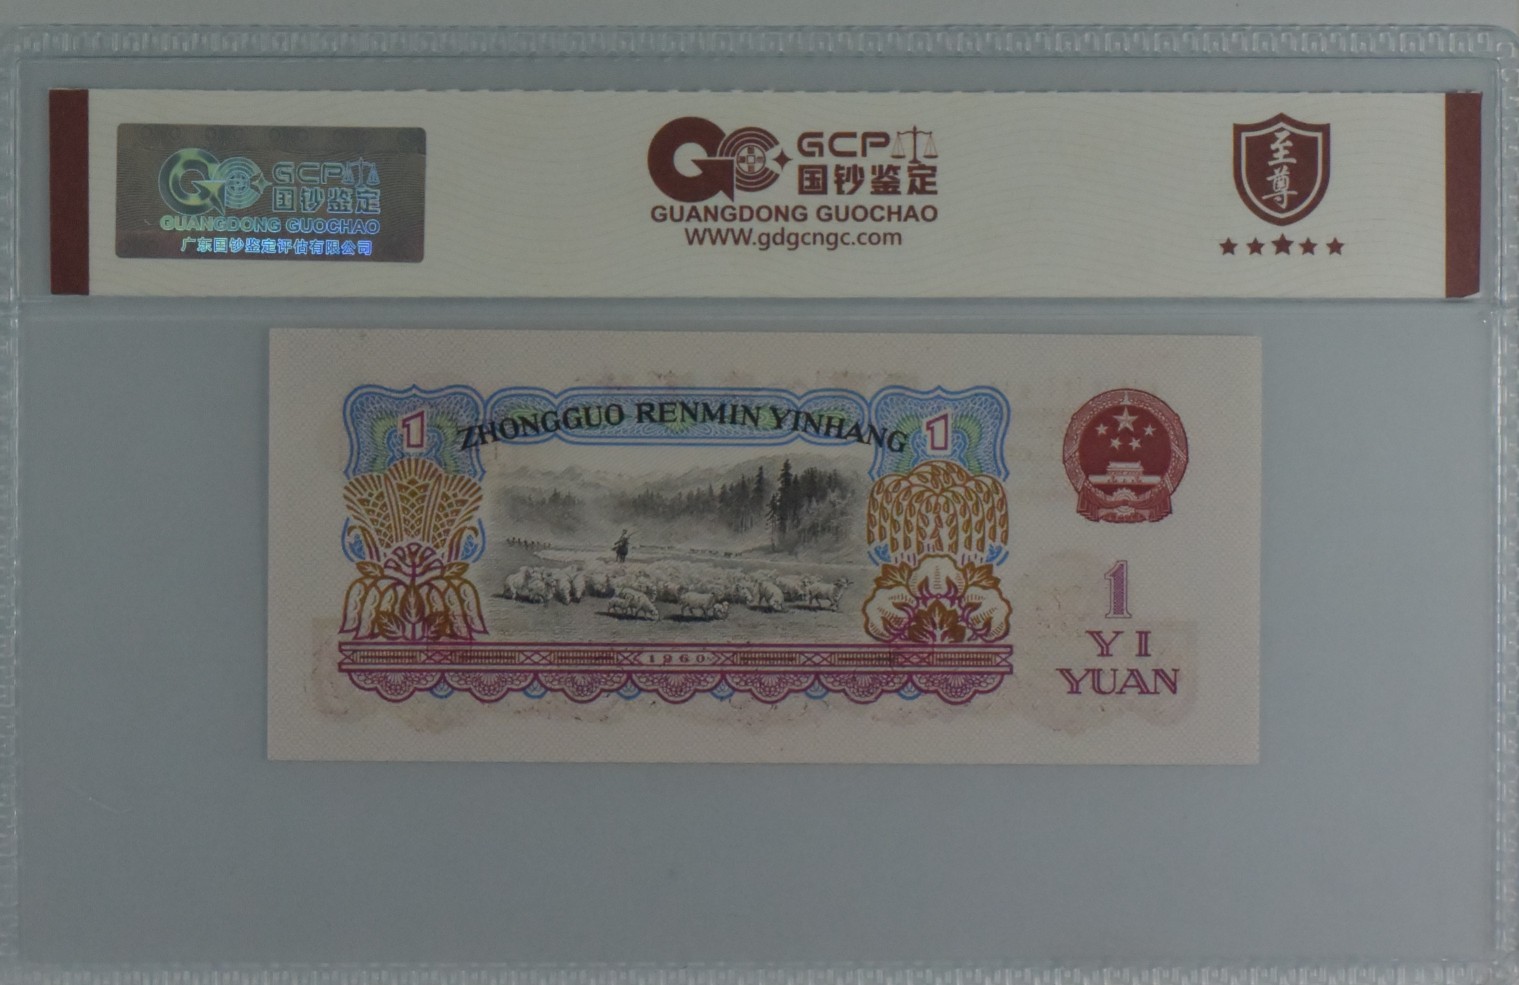 GCP
国钞鉴定
GUANGDONG GUOCHAO
广东国钞鉴定评估有限公司
GCP
国钞鉴定
GUANGDONG GUOCHAO
WWW.gdgcngc.com
至尊
1
ZHONGGUO RENMIN YINHANG
1
1960
1
YI
YUAN